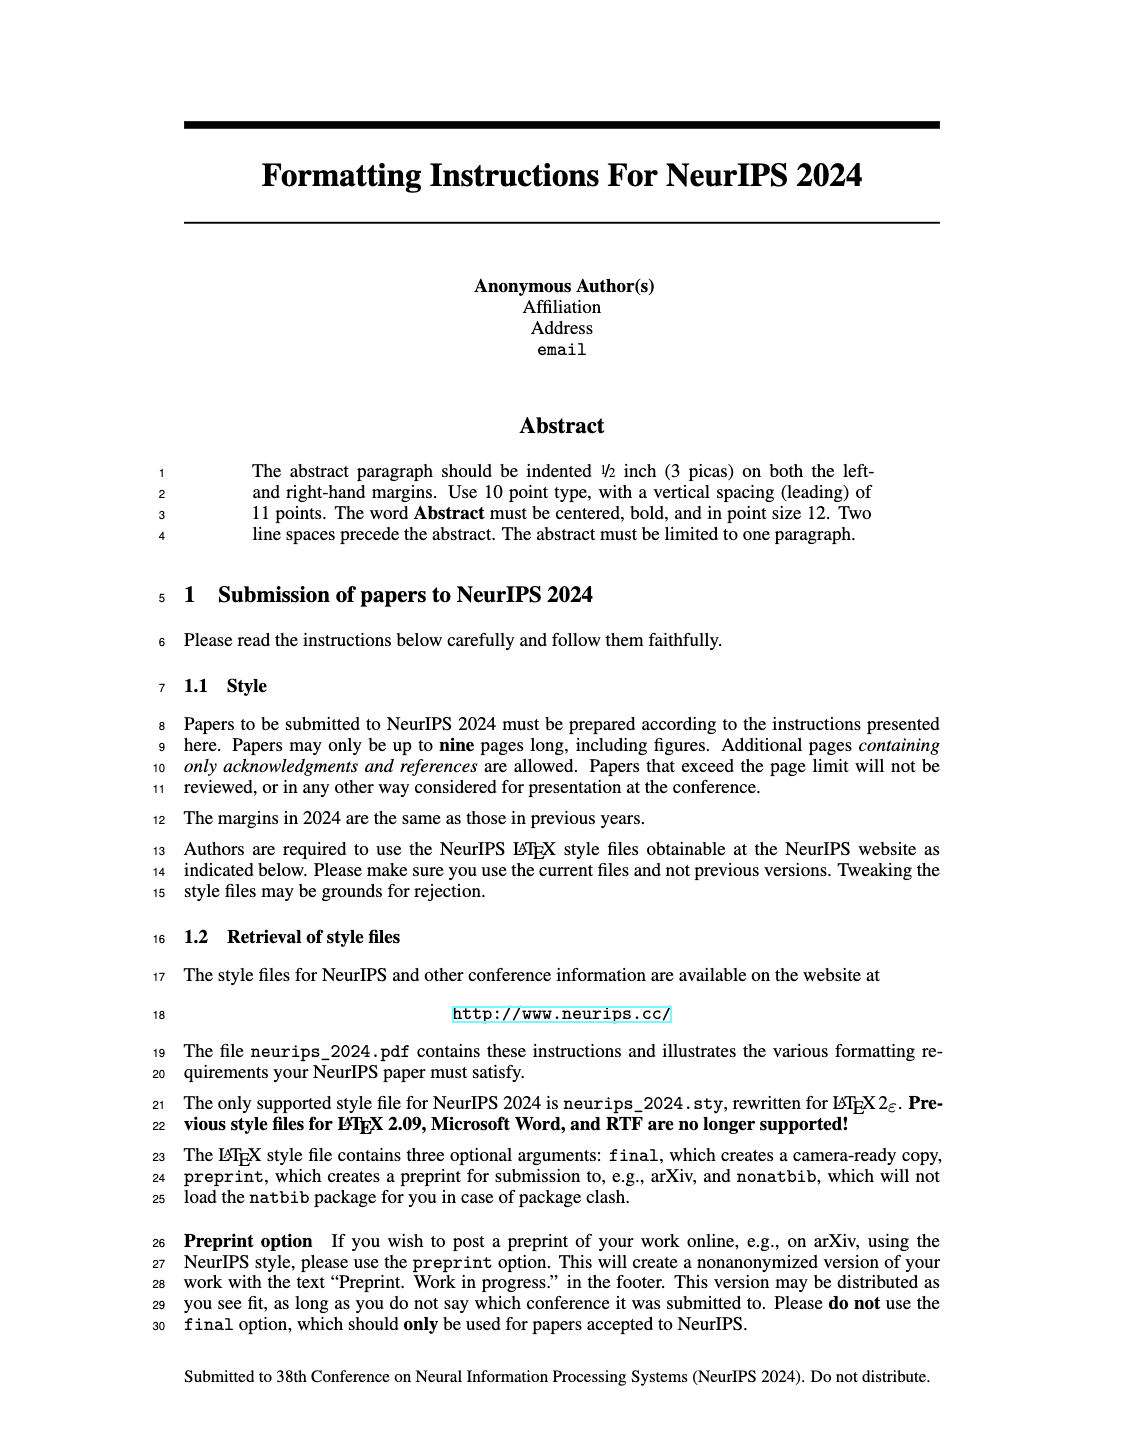 Formatting Instructions For NeurIPS 2024
Anonymous Author(s)
Affiliation
Address
email
Abstract
1 The abstract paragraph should be indented 1/2 inch (3 picas) on both the left-
2 and right-hand margins. Use 10 point type, with a vertical spacing (leading) of
3 11 points. The word Abstract must be centered, bold, and in point size 12. Two
4 line spaces precede the abstract. The abstract must be limited to one paragraph.
5 1 Submission of papers to NeurIPS 2024
6 Please read the instructions below carefully and follow them faithfully.
7 1.1 Style
8 Papers to be submitted to NeurIPS 2024 must be prepared according to the instructions presented
9 here. Papers may only be up to nine pages long, including figures. Additional pages containing
10 only acknowledgments and references are allowed. Papers that exceed the page limit will not be
11 reviewed, or in any other way considered for presentation at the conference.
12 The margins in 2024 are the same as those in previous years.
13 Authors are required to use the NeurIPS LATEX style files obtainable at the NeurIPS website as
14 indicated below. Please make sure you use the current files and not previous versions. Tweaking the
15 style files may be grounds for rejection.
16 1.2 Retrieval of style files
17 The style files for NeurIPS and other conference information are available on the website at
18 http://www.neurips.cc/
19 The file neurips_2024.pdf contains these instructions and illustrates the various formatting re-
20 quirements your NeurIPS paper must satisfy.
21 The only supported style file for NeurIPS 2024 is neurips_2024.sty, rewritten for LATEX 2ε. Pre-
22 vious style files for LATEX 2.09, Microsoft Word, and RTF are no longer supported!
23 The LATEX style file contains three optional arguments: final, which creates a camera-ready copy,
24 preprint, which creates a preprint for submission to, e.g., arXiv, and nonatbib, which will not
25 load the natbib package for you in case of package clash.
26 Preprint option If you wish to post a preprint of your work online, e.g., on arXiv, using the
27 NeurIPS style, please use the preprint option. This will create a nonanonymized version of your
28 work with the text “Preprint. Work in progress.” in the footer. This version may be distributed as
29 you see fit, as long as you do not say which conference it was submitted to. Please do not use the
30 final option, which should only be used for papers accepted to NeurIPS.
Submitted to 38th Conference on Neural Information Processing Systems (NeurIPS 2024). Do not distribute.